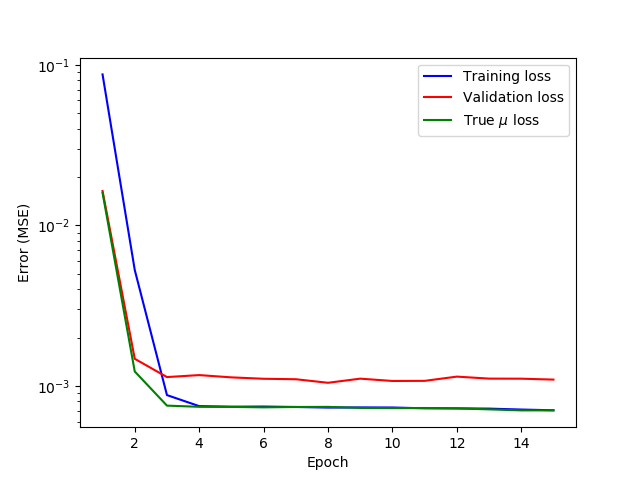 Training loss
Validation loss
True μ loss
10⁻¹
10⁻²
10⁻³
Error (MSE)
2 4 6 8 10 12 14
Epoch